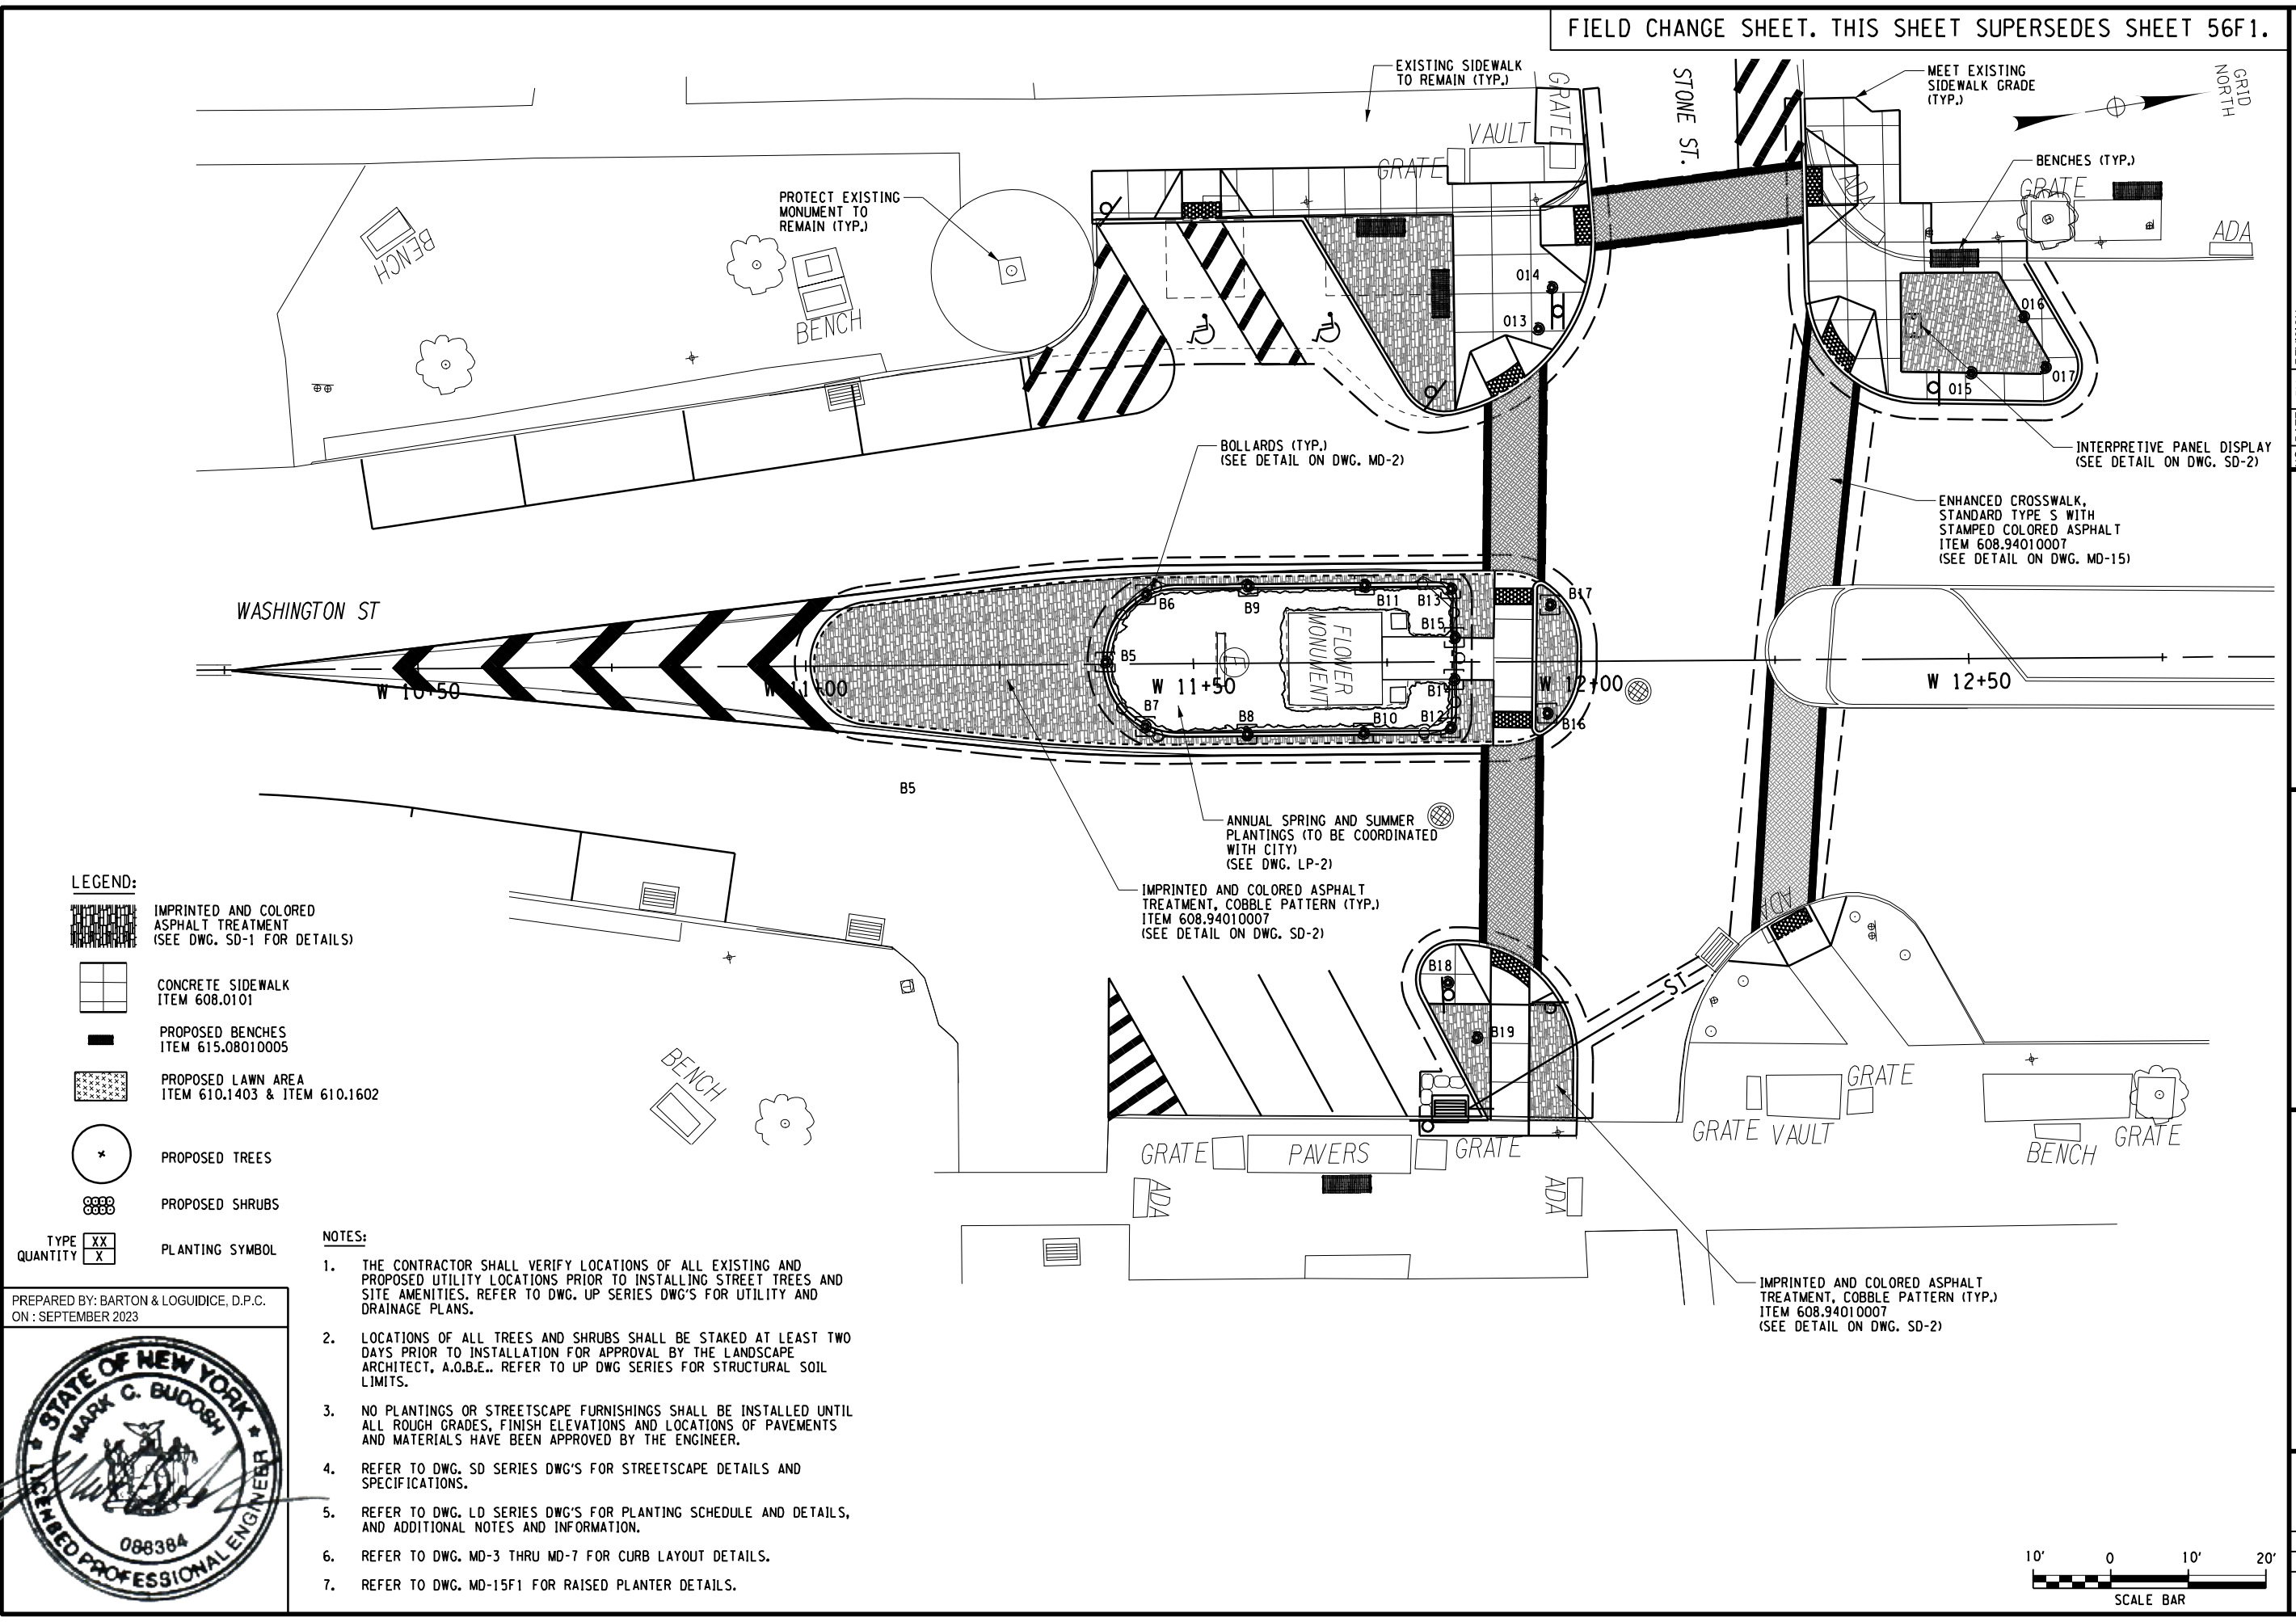 FIELD CHANGE SHEET. THIS SHEET SUPERSEDES SHEET 56F1.
EXISTING SIDEWALK
TO REMAIN (TYP.)
GRATE
STONE ST.
MEET EXISTING
SIDEWALK GRADE
(TYP.)
GRID
NORTH
VAULT
GRATE
BENCHES (TYP.)
GRATE
ADA
ADA
PROTECT EXISTING
MONUMENT TO
REMAIN (TYP.)
BENCH
BENCH
014
013
016
015
017
BOLLARDS (TYP.)
(SEE DETAIL ON DWG. MD-2)
INTERPRETIVE PANEL DISPLAY
(SEE DETAIL ON DWG. SD-2)
ENHANCED CROSSWALK,
STANDARD TYPE S WITH
STAMPED COLORED ASPHALT
ITEM 608.94010007
(SEE DETAIL ON DWG. MD-15)
WASHINGTON ST
B6
B9
B11
B13
B17
B15
B5
FLOWER
MONUMENT
W 10+50
W 11+00
W 11+50
W 12+00
W 12+50
B14
B7
B8
B10
B12
B16
B5
ANNUAL SPRING AND SUMMER
PLANTINGS (TO BE COORDINATED
WITH CITY)
(SEE DWG. LP-2)
IMPRINTED AND COLORED ASPHALT
TREATMENT, COBBLE PATTERN (TYP.)
ITEM 608.94010007
(SEE DETAIL ON DWG. SD-2)
ADA
B18
ST
B19
BENCH
GRATE
PAVERS
GRATE
ADA
ADA
GRATE
VAULT
GRATE
BENCH
GRATE
IMPRINTED AND COLORED ASPHALT
TREATMENT, COBBLE PATTERN (TYP.)
ITEM 608.94010007
(SEE DETAIL ON DWG. SD-2)
LEGEND:
IMPRINTED AND COLORED
ASPHALT TREATMENT
(SEE DWG. SD-1 FOR DETAILS)
CONCRETE SIDEWALK
ITEM 608.0101
PROPOSED BENCHES
ITEM 615.08010005
PROPOSED LAWN AREA
ITEM 610.1403 & ITEM 610.1602
PROPOSED TREES
PROPOSED SHRUBS
TYPE XX
QUANTITY X
PLANTING SYMBOL
NOTES:
1. THE CONTRACTOR SHALL VERIFY LOCATIONS OF ALL EXISTING AND
PROPOSED UTILITY LOCATIONS PRIOR TO INSTALLING STREET TREES AND
SITE AMENITIES. REFER TO DWG. UP SERIES DWG'S FOR UTILITY AND
DRAINAGE PLANS.
2. LOCATIONS OF ALL TREES AND SHRUBS SHALL BE STAKED AT LEAST TWO
DAYS PRIOR TO INSTALLATION FOR APPROVAL BY THE LANDSCAPE
ARCHITECT, A.O.B.E.. REFER TO UP DWG SERIES FOR STRUCTURAL SOIL
LIMITS.
3. NO PLANTINGS OR STREETSCAPE FURNISHINGS SHALL BE INSTALLED UNTIL
ALL ROUGH GRADES, FINISH ELEVATIONS AND LOCATIONS OF PAVEMENTS
AND MATERIALS HAVE BEEN APPROVED BY THE ENGINEER.
4. REFER TO DWG. SD SERIES DWG'S FOR STREETSCAPE DETAILS AND
SPECIFICATIONS.
5. REFER TO DWG. LD SERIES DWG'S FOR PLANTING SCHEDULE AND DETAILS,
AND ADDITIONAL NOTES AND INFORMATION.
6. REFER TO DWG. MD-3 THRU MD-7 FOR CURB LAYOUT DETAILS.
7. REFER TO DWG. MD-15F1 FOR RAISED PLANTER DETAILS.
PREPARED BY: BARTON & LOGUIDICE, D.P.C.
ON : SEPTEMBER 2023
STATE OF NEW YORK
MARK C. BUDOSH
088384
LICENSED PROFESSIONAL ENGINEER
10' 0 10' 20'
SCALE BAR